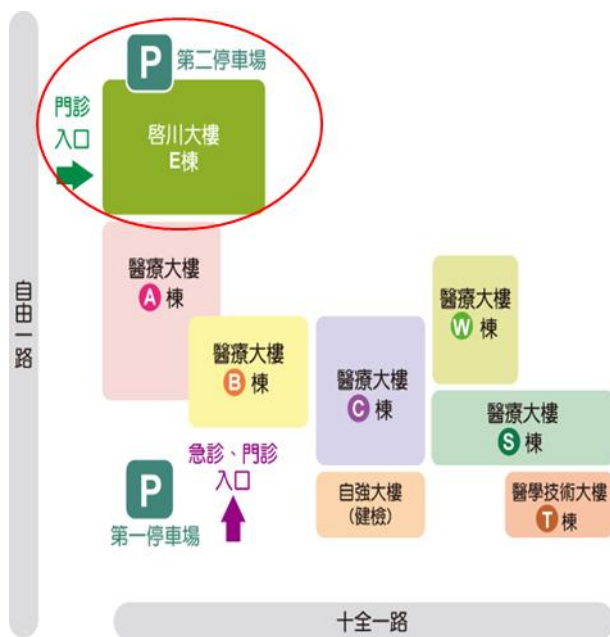 P
第二停車場
門診
入口
啓川大樓
E棟
自由一路
醫療大樓
A 棟
醫療大樓
B 棟
醫療大樓
C 棟
醫療大樓
W 棟
醫療大樓
S 棟
急診、門診
入口
P
第一停車場
自強大樓
(健檢)
醫學技術大樓
T 棟
十全一路